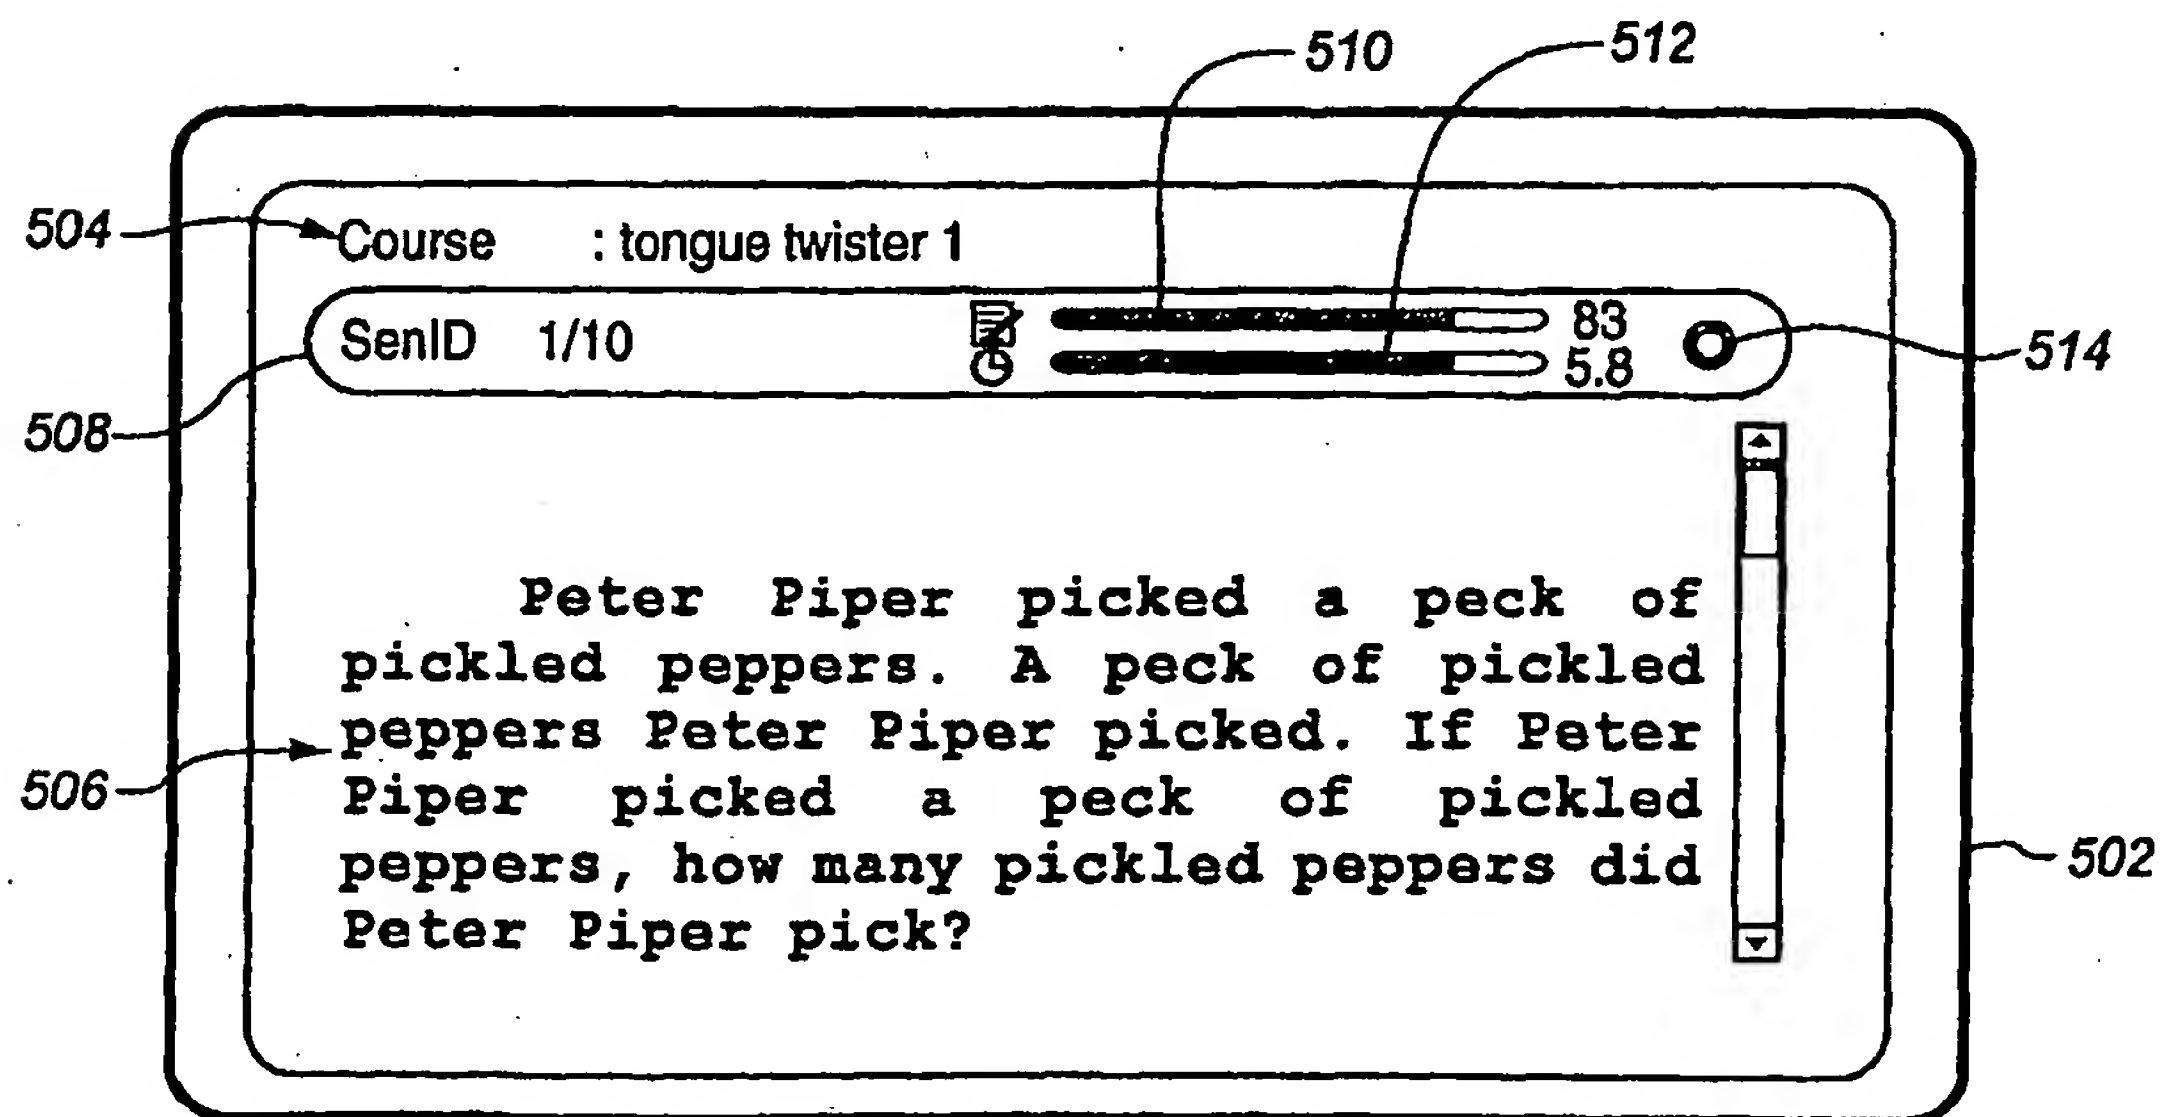 510
512
504
Course : tongue twister 1
SenID 1/10
83
5.8
514
508
Peter Piper picked a peck of
pickled peppers. A peck of pickled
peppers Peter Piper picked. If Peter
506
Piper picked a peck of pickled
peppers, how many pickled peppers did
502
Peter Piper pick?